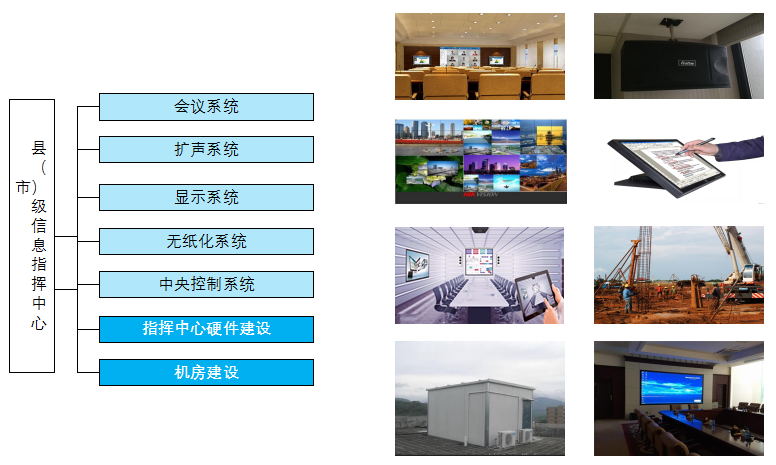 县（市）级信息指挥中心
会议系统
扩声系统
显示系统
无纸化系统
中央控制系统
指挥中心硬件建设
机房建设
HIKVISION